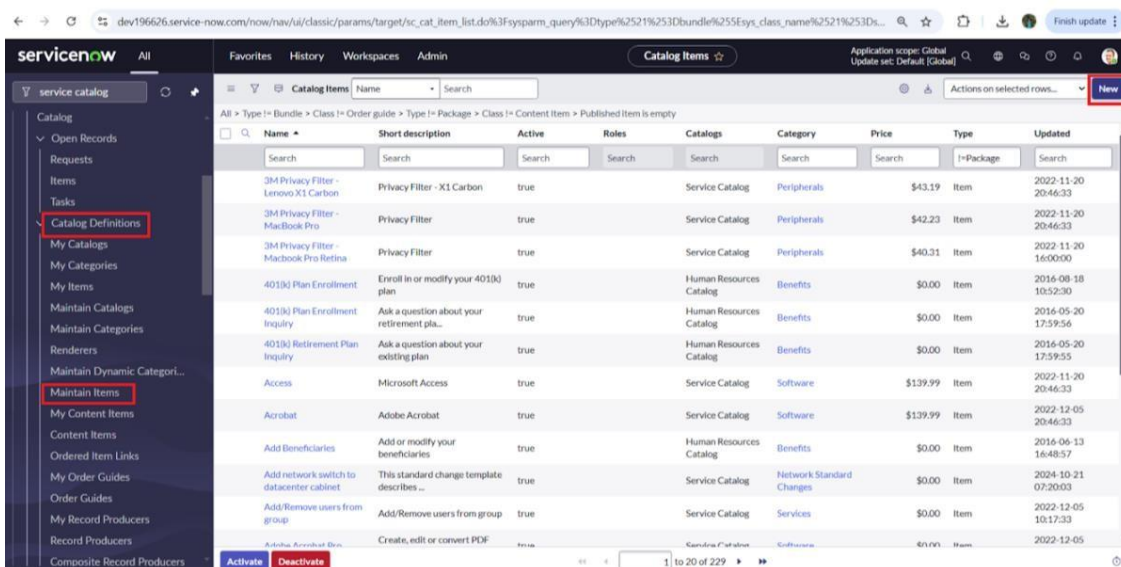 dev196626.service-now.com/now/nav/ui/classic/params/target/sc_cat_item_list.do%3Fsysparm_query%3Dtype%2521%253Dbundle%255Esys_class_name%2521%253Ds... Finish update
servicenow All Favorites History Workspaces Admin Catalog Items Application scope: Global
Update set: Default [Global]
service catalog
Catalog Items Name Search Actions on selected rows... New
All > Type != Bundle > Class != Order guide > Type != Package > Class != Content Item > Published item is empty
Catalog
Open Records
Requests
Items
Tasks
Catalog Definitions
My Catalogs
My Categories
My Items
Maintain Catalogs
Maintain Categories
Renderers
Maintain Dynamic Categori...
Maintain Items
My Content Items
Content Items
Ordered Item Links
My Order Guides
Order Guides
My Record Producers
Record Producers
Composite Record Producers
Name Short description Active Roles Catalogs Category Price Type Updated
Search Search Search Search Search Search Search !=Package Search
3M Privacy Filter - Lenovo X1 Carbon Privacy Filter - X1 Carbon true Service Catalog Peripherals $43.19 Item 2022-11-20 20:46:33
3M Privacy Filter - MacBook Pro Privacy Filter true Service Catalog Peripherals $42.23 Item 2022-11-20 20:46:33
3M Privacy Filter - Macbook Pro Retina Privacy Filter true Service Catalog Peripherals $40.31 Item 2022-11-20 16:00:00
401(k) Plan Enrollment Enroll in or modify your 401(k) plan true Human Resources Catalog Benefits $0.00 Item 2016-08-18 10:52:30
401(k) Plan Enrollment Inquiry Ask a question about your retirement pla... true Human Resources Catalog Benefits $0.00 Item 2016-05-20 17:59:56
401(k) Retirement Plan Inquiry Ask a question about your existing plan true Human Resources Catalog Benefits $0.00 Item 2016-05-20 17:59:55
Access Microsoft Access true Service Catalog Software $139.99 Item 2022-11-20 20:46:33
Acrobat Adobe Acrobat true Service Catalog Software $139.99 Item 2022-12-05 20:46:33
Add Beneficiaries Add or modify your beneficiaries true Human Resources Catalog Benefits $0.00 Item 2016-06-13 16:48:57
Add network switch to datacenter cabinet This standard change template describes ... true Service Catalog Network Standard Changes $0.00 Item 2024-10-21 07:20:03
Add/Remove users from group Add/Remove users from group true Service Catalog Services $0.00 Item 2022-12-05 10:17:33
Adobe Acrobat Pro Create, edit or convert PDF true Service Catalog Software $0.00 Item 2022-12-05
Activate Deactivate 1 to 20 of 229